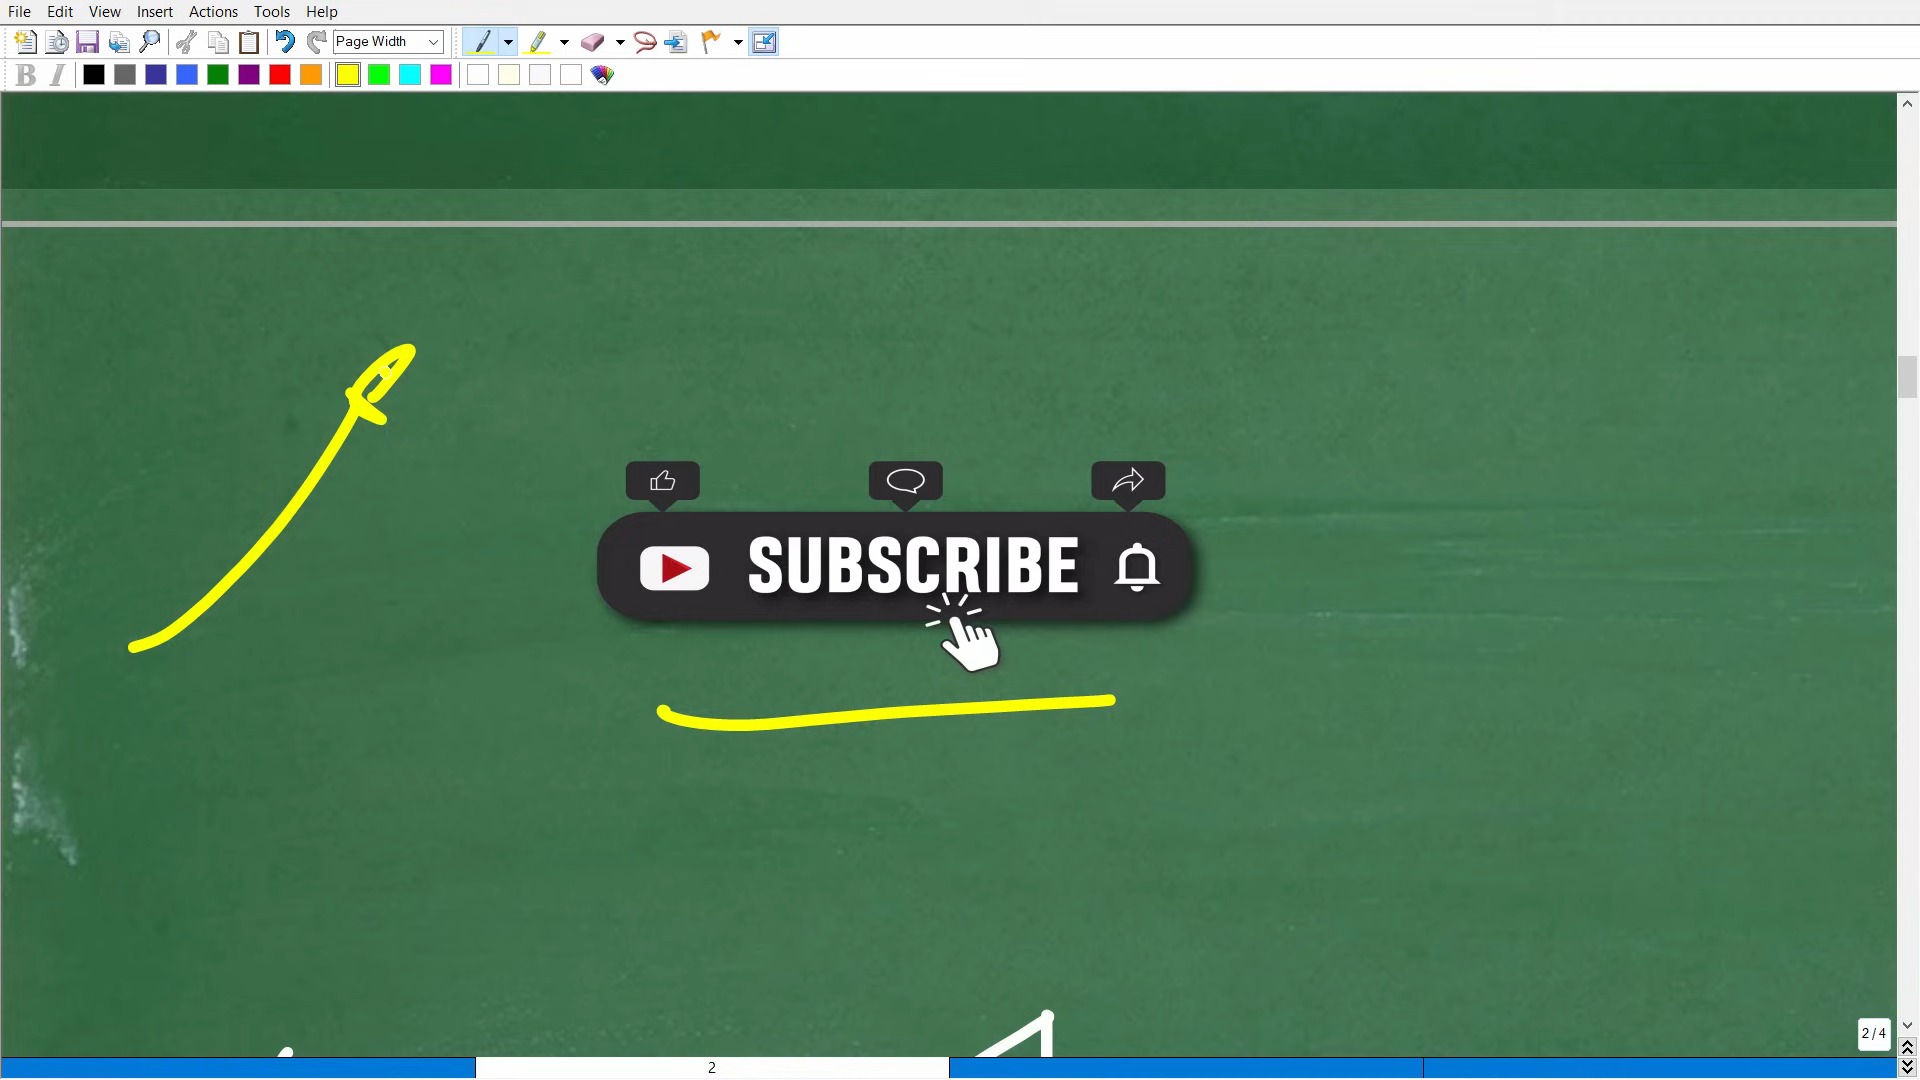 File Edit View Insert Actions Tools Help
Page Width
B I
SUBSCRIBE
2 / 4
2